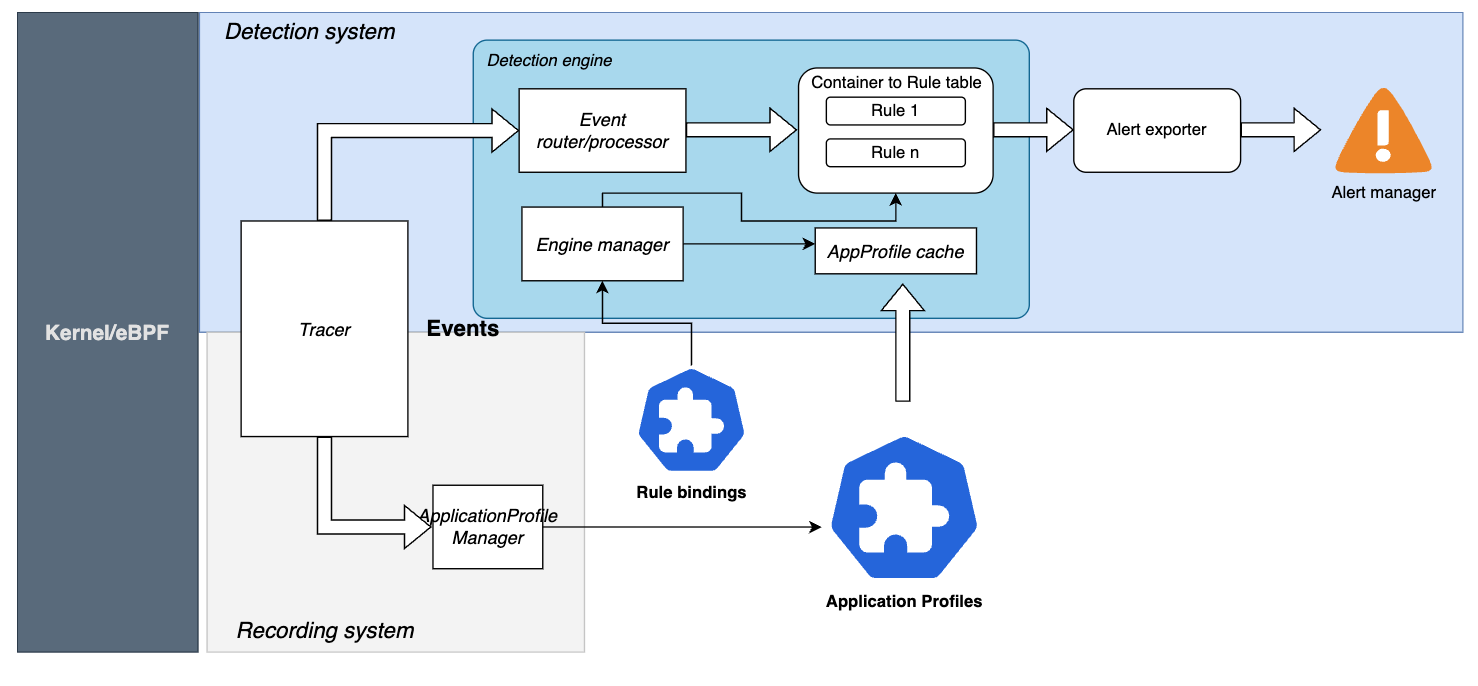 Detection system
Detection engine
Container to Rule table
Rule 1
Rule n
Event
router/processor
Alert exporter
Alert manager
Engine manager
AppProfile cache
Kernel/eBPF
Tracer
Events
Rule bindings
ApplicationProfile
Manager
Application Profiles
Recording system